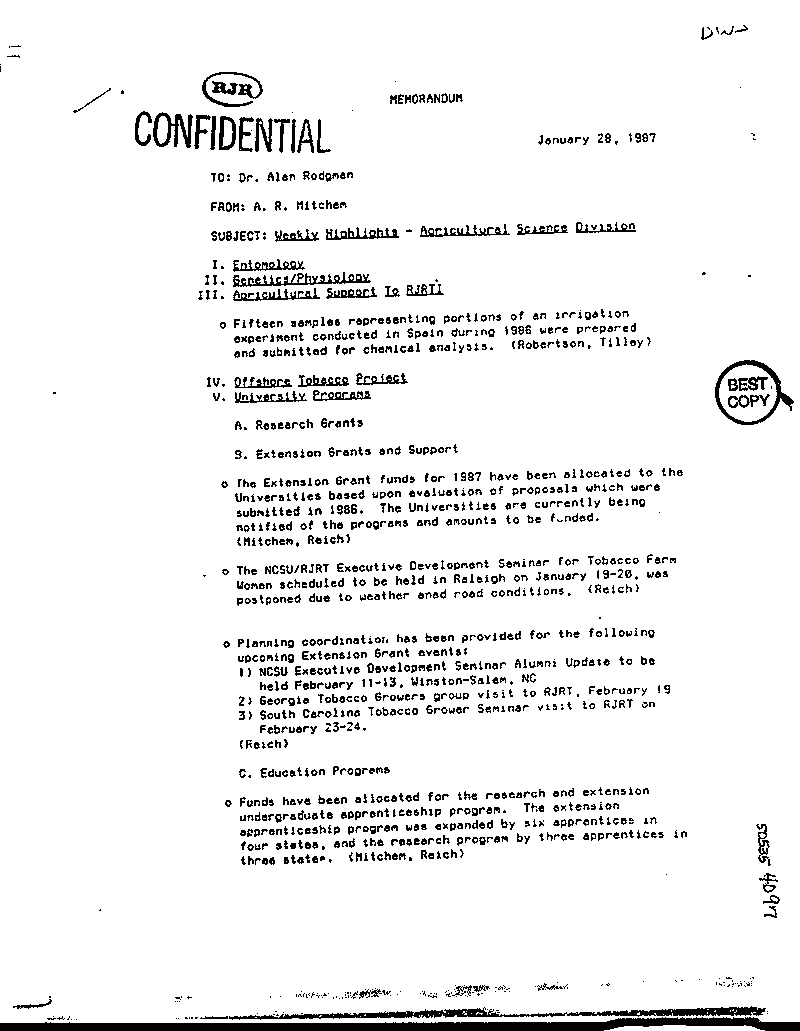 DWS
RJR
MEMORANDUM
CONFIDENTIAL
January 28, 1987
TO: Dr. Alan Rodgman
FROM: A. R. Mitchem
SUBJECT: Weekly Highlights - Agricultural Science Division
I. Entomology
II. Genetics/Physiology
III. Agricultural Support To RJRTI
o Fifteen samples representing portions of an irrigation
experiment conducted in Spain during 1986 were prepared
and submitted for chemical analysis. (Robertson, Tilley)
IV. Offshore Tobacco Project
V. University Programs
BEST
COPY
A. Research Grants
B. Extension Grants and Support
o The Extension Grant funds for 1987 have been allocated to the
Universities based upon evaluation of proposals which were
submitted in 1986. The Universities are currently being
notified of the programs and amounts to be funded.
(Mitchem, Reich)
o The NCSU/RJRT Executive Development Seminar for Tobacco Farm
Women scheduled to be held in Raleigh on January 19-20, was
postponed due to weather anad road conditions. (Reich)
o Planning coordination has been provided for the following
upcoming Extension Grant events:
1) NCSU Executive Development Seminar Alumni Update to be
held February 11-13, Winston-Salem, NC
2) Georgia Tobacco Growers group visit to RJRT, February 19
3) South Carolina Tobacco Grower Seminar visit to RJRT on
February 23-24.
(Reich)
C. Education Programs
o Funds have been allocated for the research and extension
undergraduate apprenticeship program. The extension
apprenticeship program was expanded by six apprentices in
four states, and the research program by three apprentices in
three states. (Mitchem, Reich)
50535 4097